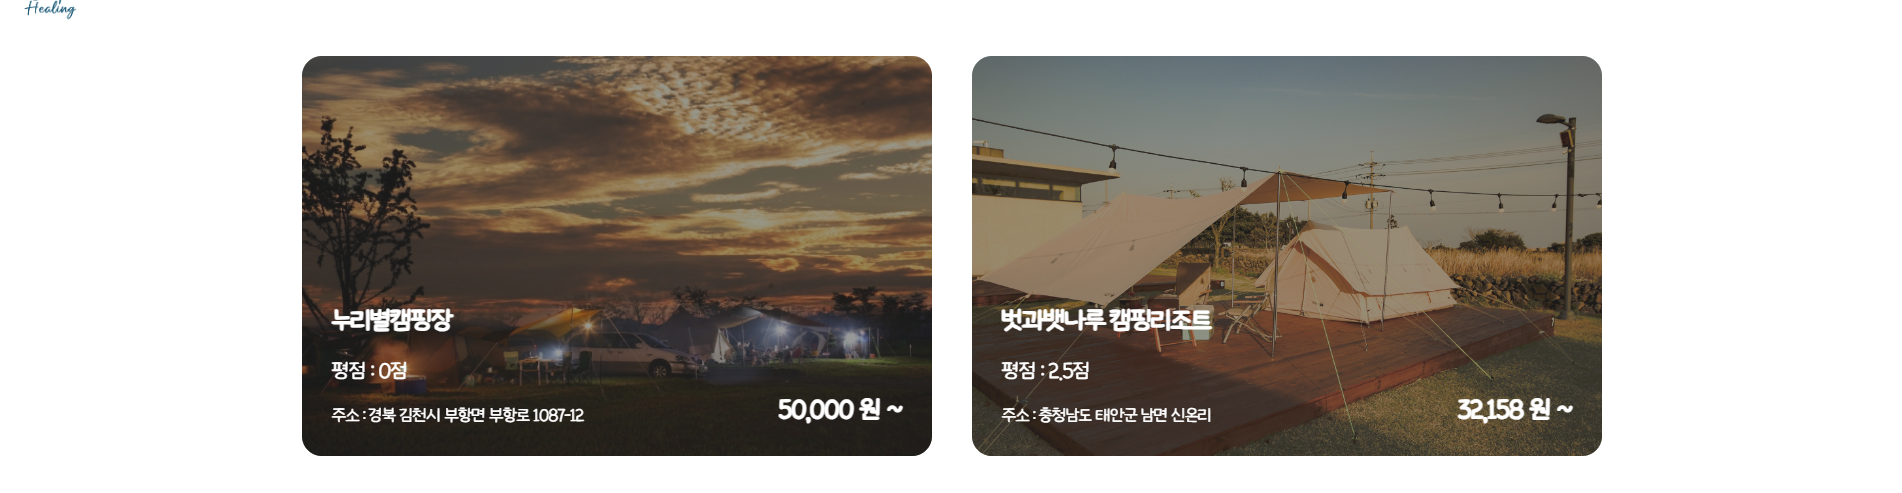 Healing
누리별캠핑장
평점 : 0점
주소 : 경북 김천시 부항면 부항로 1087-12
50,000 원 ~
벗과뱃나루 캠핑리조트
평점 : 2.5점
주소 : 충청남도 태안군 남면 신온리
32,158 원 ~